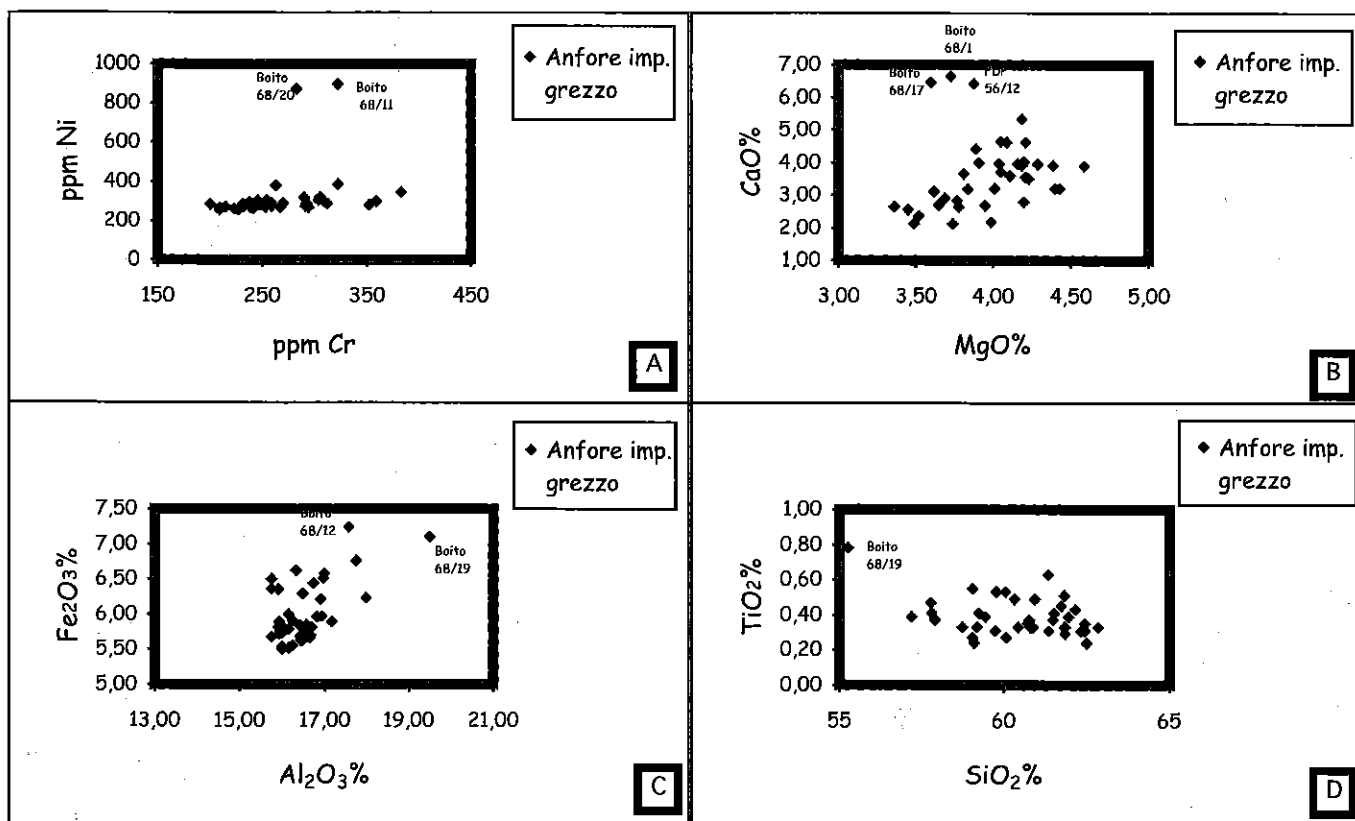 ◆ Anfore imp.
grezzo
1000
800
600
400
200
0
ppm Ni
Boito
68/20
Boito
68/11
150
250
350
450
ppm Cr
A
◆ Anfore imp.
grezzo
Boito
68/1
7,00
6,00
5,00
4,00
3,00
2,00
1,00
CaO%
Boito
68/17
56/12
3,00
3,50
4,00
4,50
5,00
MgO%
B
◆ Anfore imp.
grezzo
7,50
7,00
6,50
6,00
5,50
5,00
Fe₂O₃%
Boito
68/12
Boito
68/19
13,00
15,00
17,00
19,00
21,00
Al₂O₃%
C
◆ Anfore imp.
grezzo
1,00
0,80
0,60
0,40
0,20
0,00
TiO₂%
Boito
68/19
55
60
65
SiO₂%
D